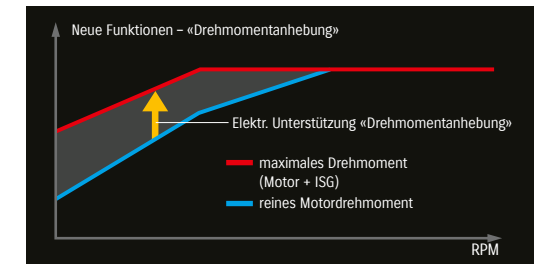 Neue Funktionen – «Drehmomentanhebung»
Elektr. Unterstützung «Drehmomentanhebung»
maximales Drehmoment
(Motor + ISG)
reines Motordrehmoment
RPM